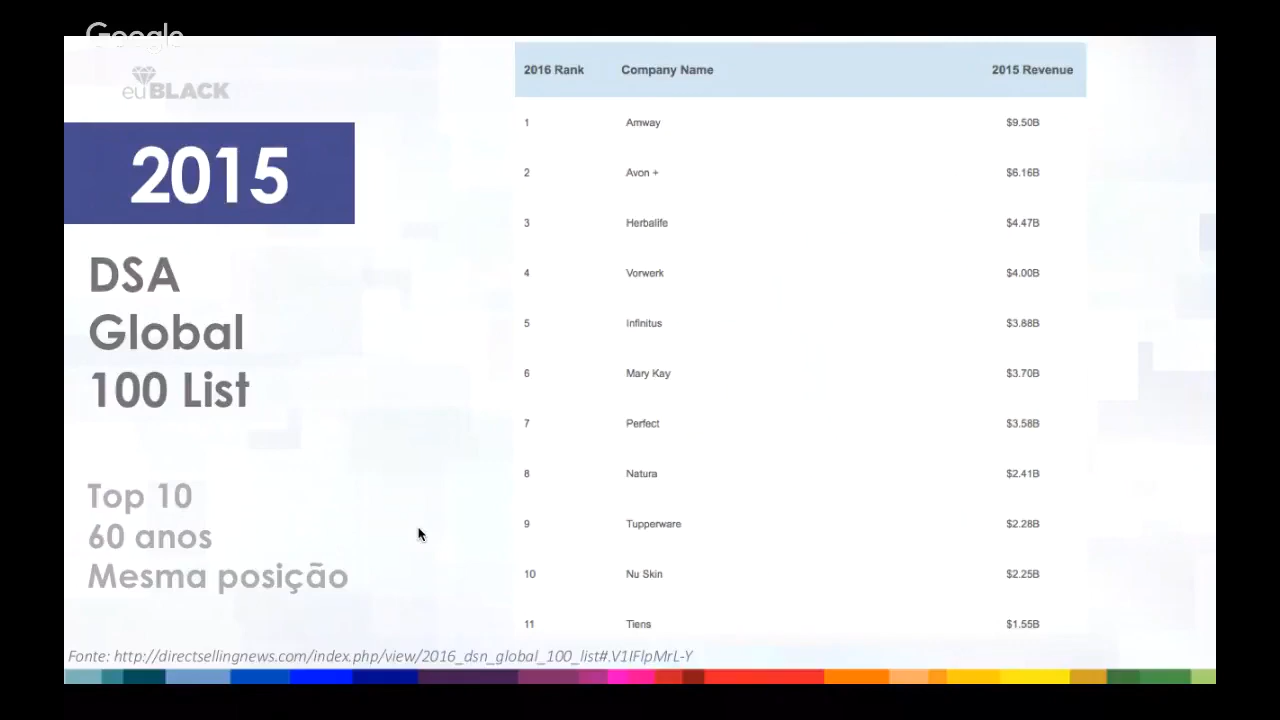 Google
euBLACK
2015
DSA
Global
100 List
Top 10
60 anos
Mesma posição
2016 Rank Company Name 2015 Revenue
1 Amway $9.50B
2 Avon + $6.16B
3 Herbalife $4.47B
4 Vorwerk $4.00B
5 Infinitus $3.88B
6 Mary Kay $3.70B
7 Perfect $3.58B
8 Natura $2.41B
9 Tupperware $2.28B
10 Nu Skin $2.25B
11 Tiens $1.55B
Fonte: http://directsellingnews.com/index.php/view/2016_dsn_global_100_list#.V1IFlpMrL-Y